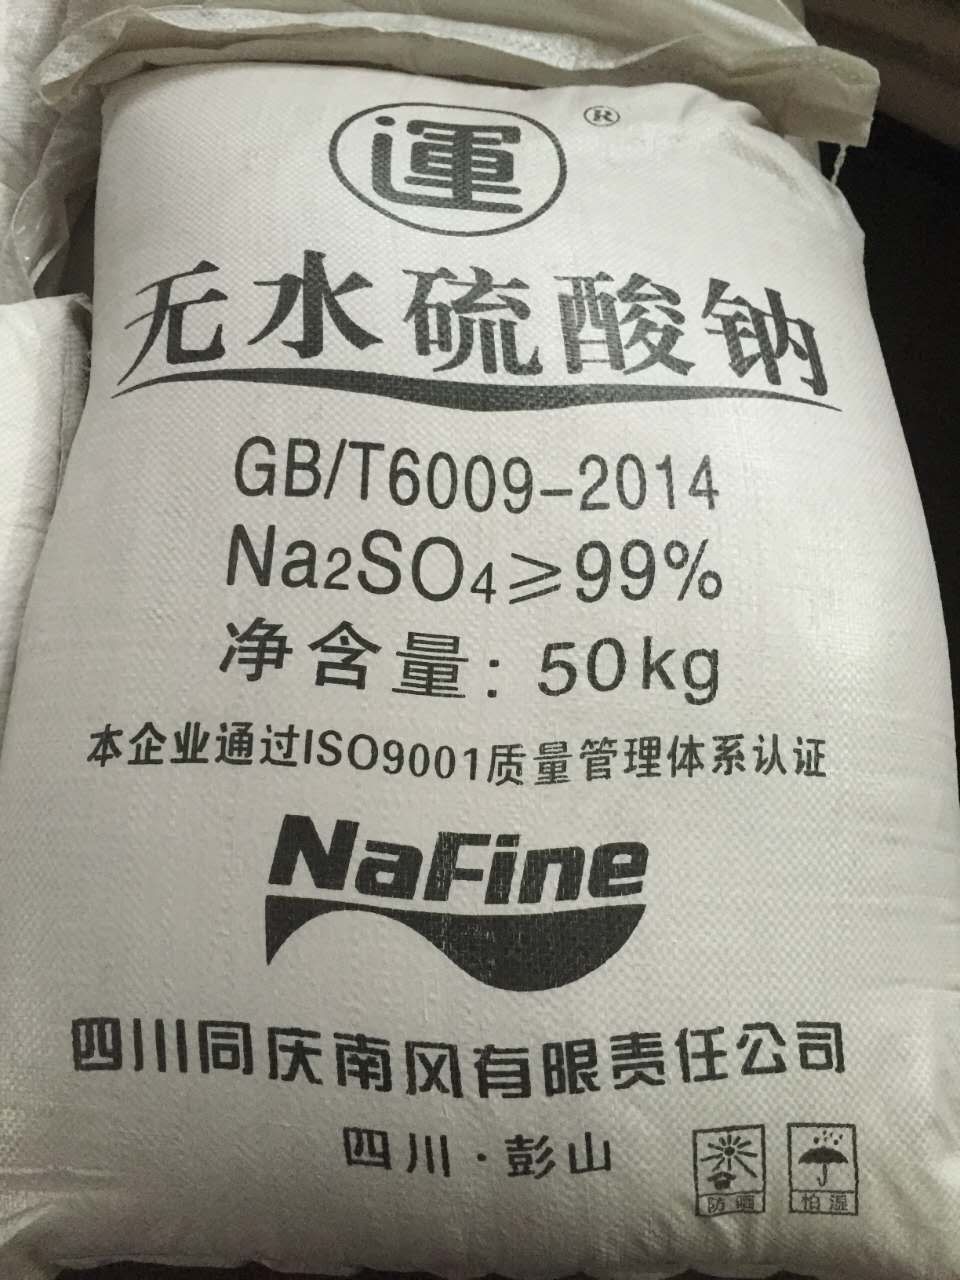 運 ®
无水硫酸钠
GB/T6009-2014
Na2SO4≥99%
净含量：50kg
本企业通过ISO9001质量管理体系认证
NaFine
四川同庆南风有限责任公司
四川·彭山
防晒 怕湿